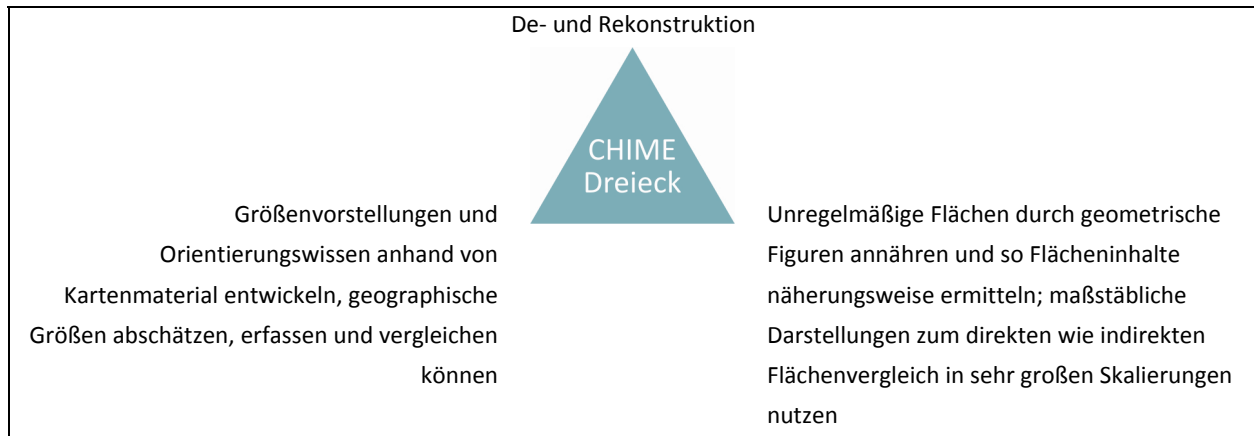 De- und Rekonstruktion
CHIME
Dreieck
Größenvorstellungen und
Orientierungswissen anhand von
Kartenmaterial entwickeln, geographische
Größen abschätzen, erfassen und vergleichen
können
Unregelmäßige Flächen durch geometrische
Figuren annähren und so Flächeninhalte
näherungsweise ermitteln; maßstäbliche
Darstellungen zum direkten wie indirekten
Flächenvergleich in sehr großen Skalierungen
nutzen